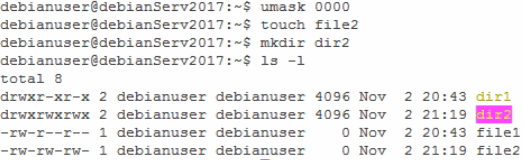 debianuser@debianServ2017:~$ umask 0000
debianuser@debianServ2017:~$ touch file2
debianuser@debianServ2017:~$ mkdir dir2
debianuser@debianServ2017:~$ ls -l
total 8
drwxr-xr-x 2 debianuser debianuser 4096 Nov  2 20:43 dir1
drwxrwxrwx 2 debianuser debianuser 4096 Nov  2 21:19 dir2
-rw-r--r-- 1 debianuser debianuser    0 Nov  2 20:43 file1
-rw-rw-rw- 1 debianuser debianuser    0 Nov  2 21:19 file2